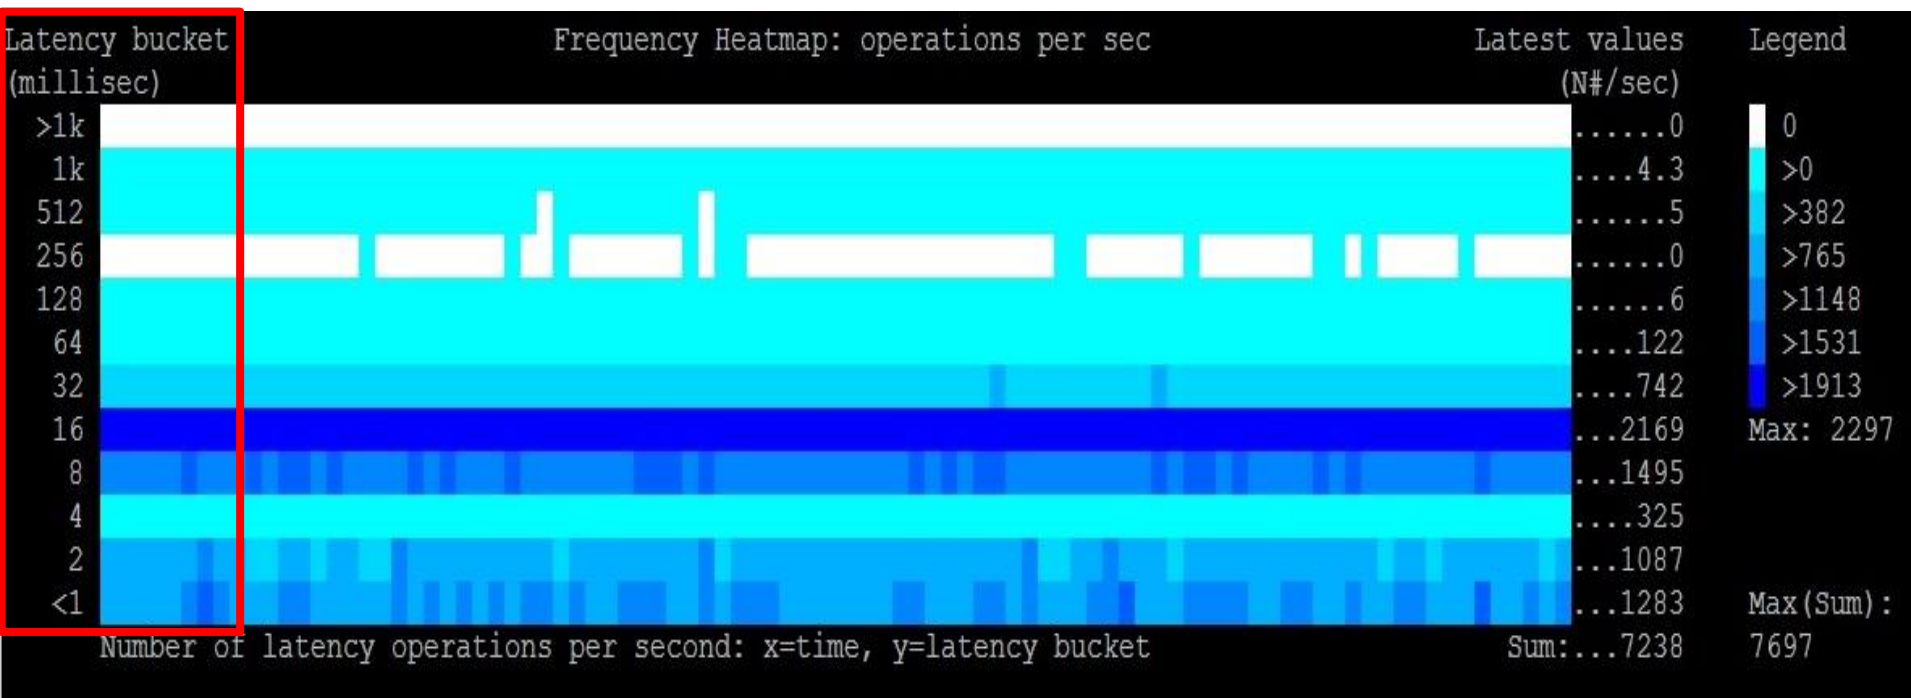 Latency bucket Frequency Heatmap: operations per sec Latest values Legend
(millisec) (N#/sec)
>1k ......0 0
1k ....4.3 >0
512 ......5 >382
256 ......0 >765
128 ......6 >1148
64 ....122 >1531
32 ....742 >1913
16 ...2169 Max: 2297
8 ...1495
4 ....325
2 ...1087
<1 ...1283 Max(Sum):
Number of latency operations per second: x=time, y=latency bucket Sum:...7238 7697